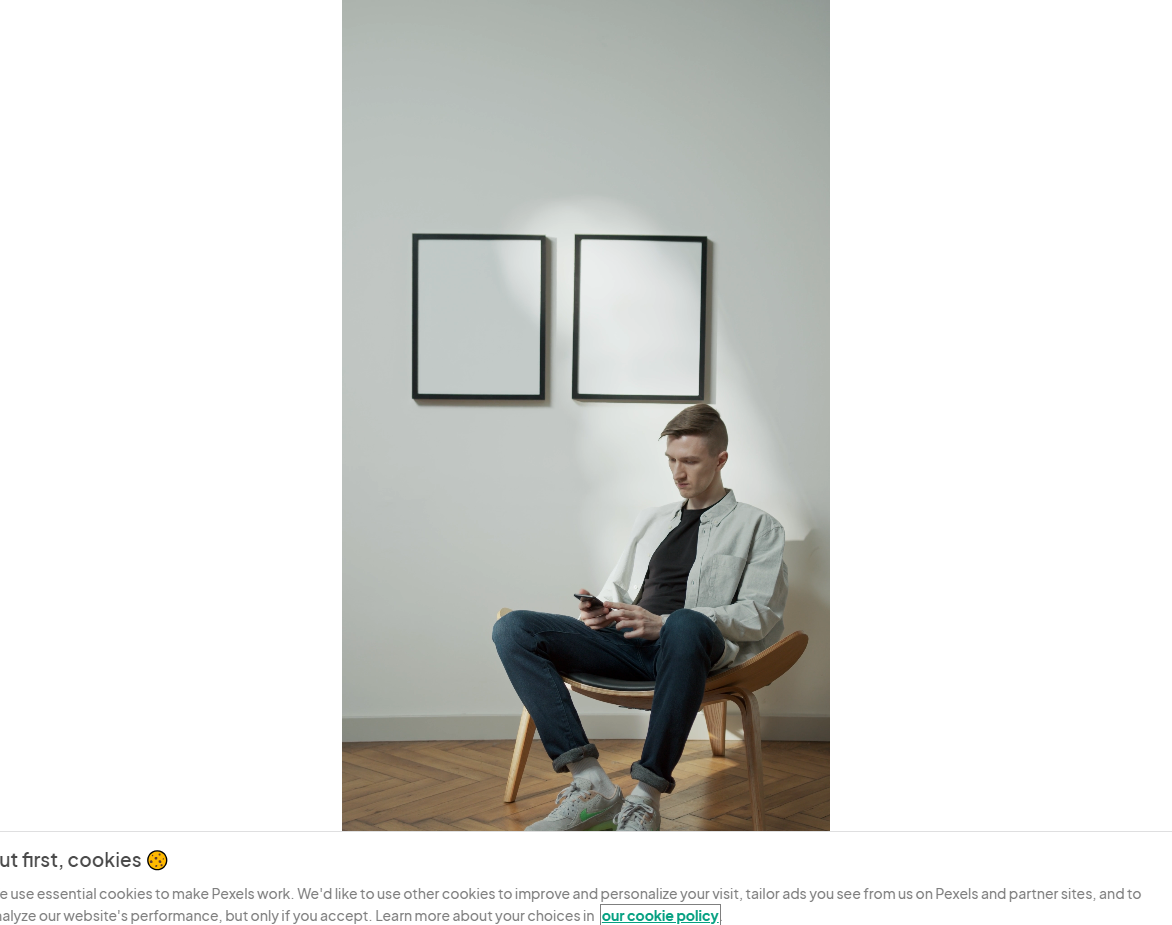 ut first, cookies 🍪
e use essential cookies to make Pexels work. We'd like to use other cookies to improve and personalize your visit, tailor ads you see from us on Pexels and partner sites, and to
nalyze our website's performance, but only if you accept. Learn more about your choices in our cookie policy